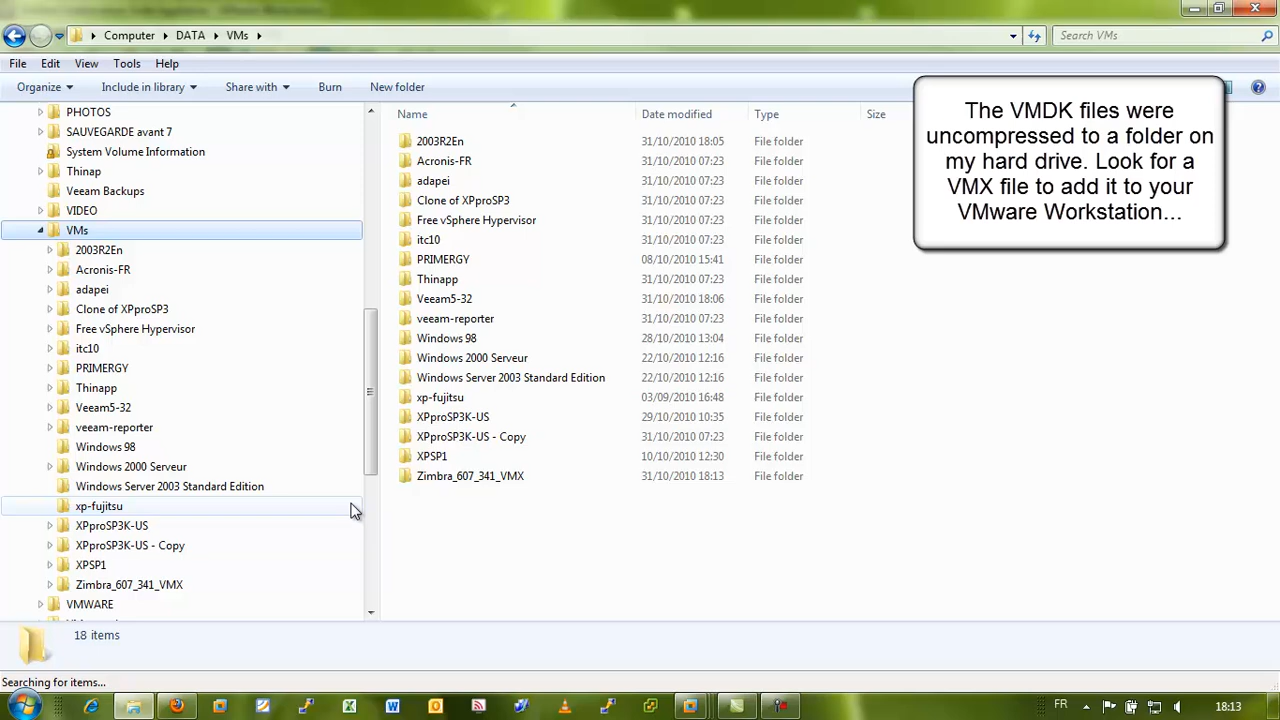 Computer DATA VMs
Search VMs
File Edit View Tools Help
Organize Include in library Share with Burn New folder
PHOTOS
SAUVEGARDE avant 7
System Volume Information
Thinap
Veeam Backups
VIDEO
VMs
2003R2En
Acronis-FR
adapei
Clone of XPproSP3
Free vSphere Hypervisor
itc10
PRIMERGY
Thinapp
Veeam5-32
veeam-reporter
Windows 98
Windows 2000 Serveur
Windows Server 2003 Standard Edition
xp-fujitsu
XPproSP3K-US
XPproSP3K-US - Copy
XPSP1
Zimbra_607_341_VMX
VMWARE
Name Date modified Type Size
2003R2En 31/10/2010 18:05 File folder
Acronis-FR 31/10/2010 07:23 File folder
adapei 31/10/2010 07:23 File folder
Clone of XPproSP3 31/10/2010 07:23 File folder
Free vSphere Hypervisor 31/10/2010 07:23 File folder
itc10 31/10/2010 07:23 File folder
PRIMERGY 08/10/2010 15:41 File folder
Thinapp 31/10/2010 07:23 File folder
Veeam5-32 31/10/2010 18:06 File folder
veeam-reporter 31/10/2010 07:23 File folder
Windows 98 28/10/2010 13:04 File folder
Windows 2000 Serveur 22/10/2010 12:16 File folder
Windows Server 2003 Standard Edition 22/10/2010 12:16 File folder
xp-fujitsu 03/09/2010 16:48 File folder
XPproSP3K-US 29/10/2010 10:35 File folder
XPproSP3K-US - Copy 31/10/2010 07:23 File folder
XPSP1 10/10/2010 12:30 File folder
Zimbra_607_341_VMX 31/10/2010 18:13 File folder
The VMDK files were
uncompressed to a folder on
my hard drive. Look for a
VMX file to add it to your
VMware Workstation...
18 items
Searching for items...
FR 18:13